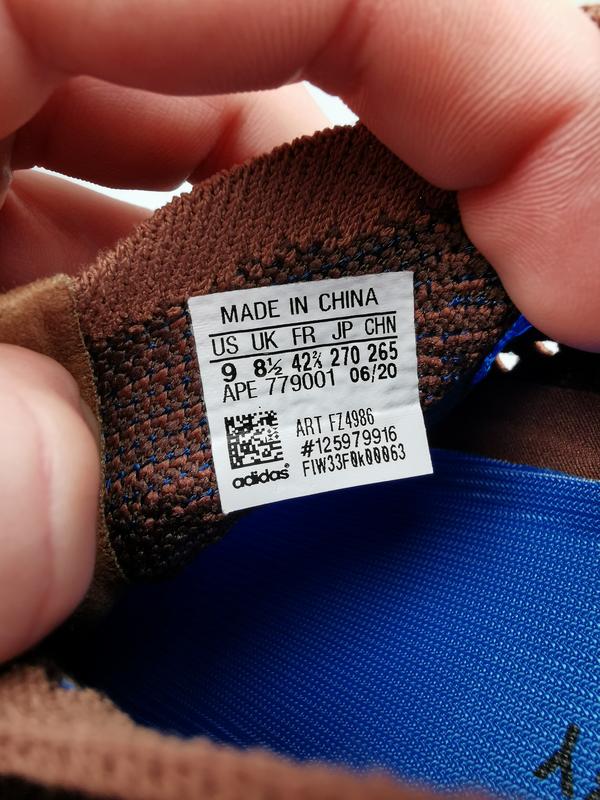 MADE IN CHINA
US UK FR JP CHN
9 8½ 42⅔ 270 265
APE 779001 06/20
ART FZ4986
#125979916
F1W33F0k00063
adidas®